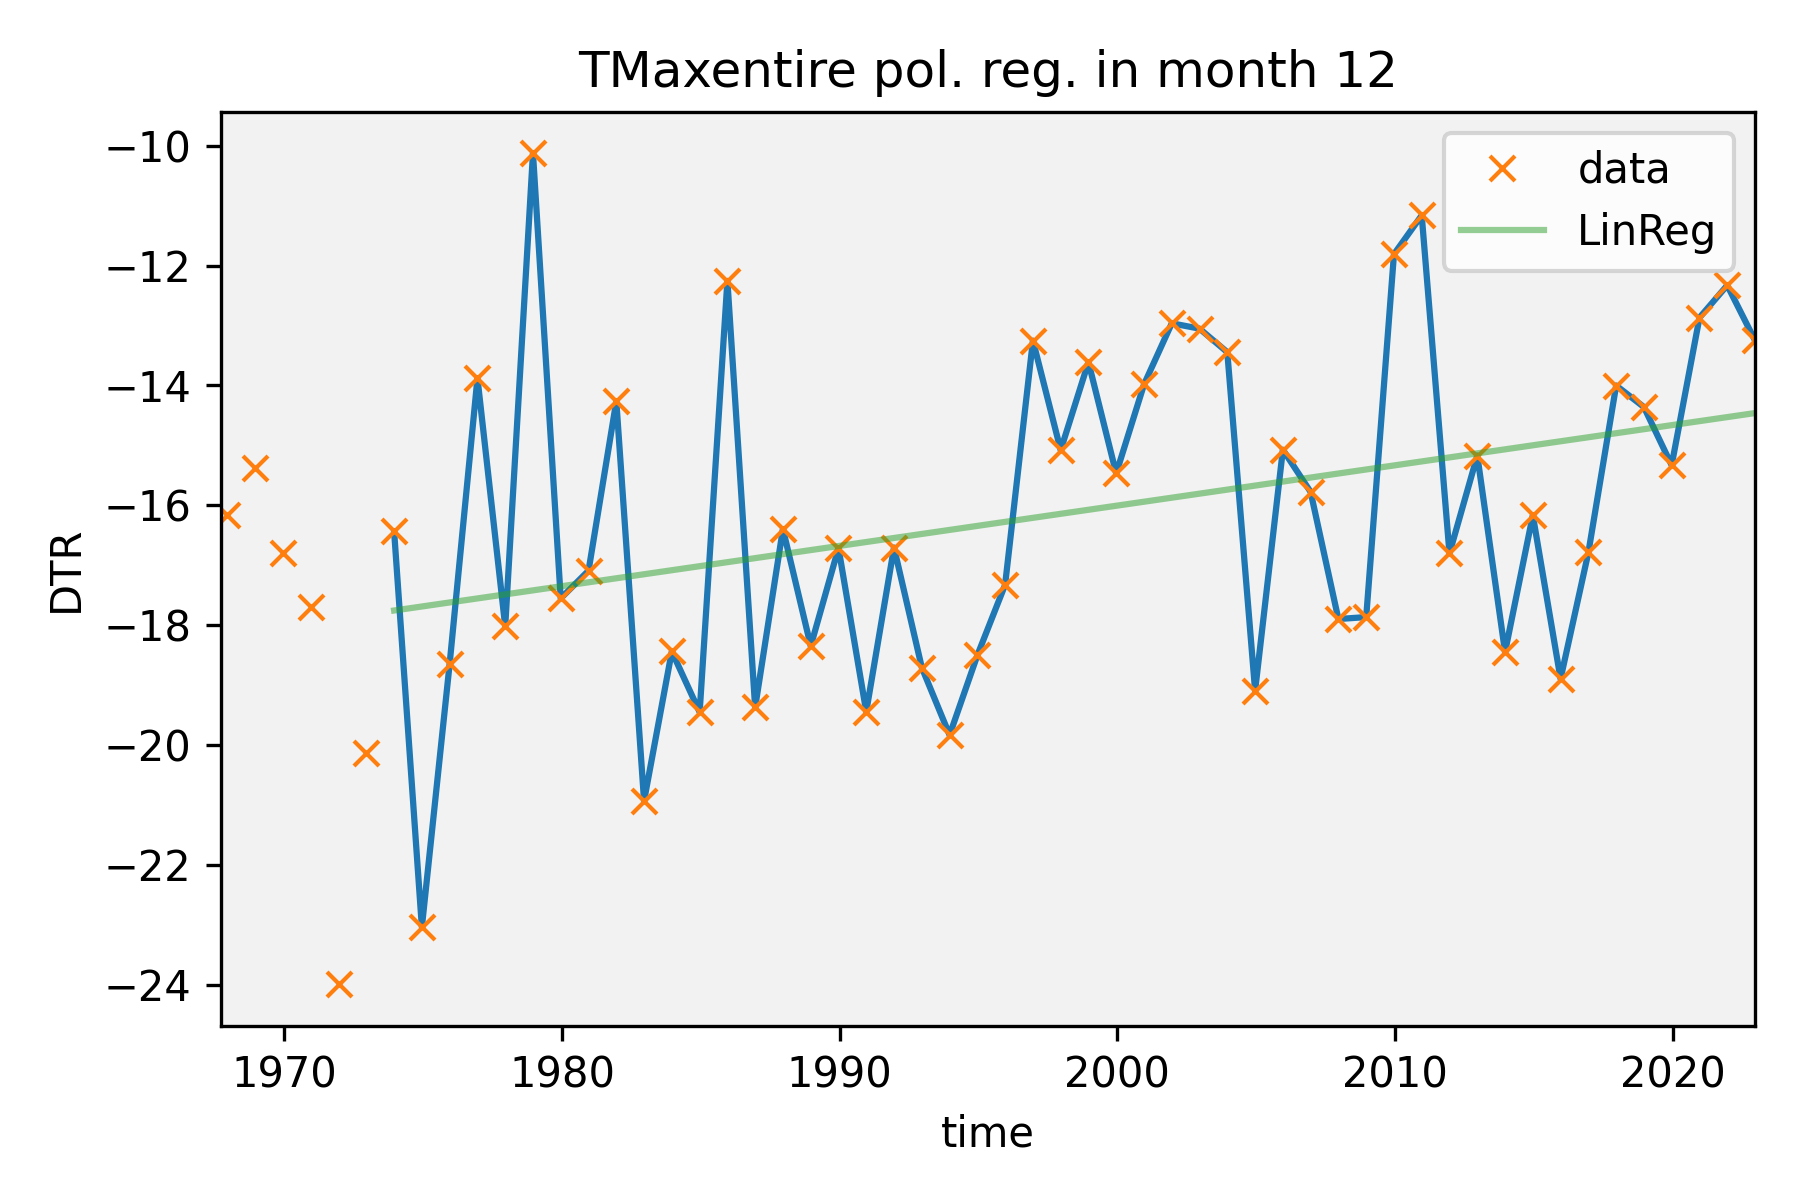 TMaxentire pol. reg. in month 12
data
LinReg
−10
−12
−14
−16
−18
−20
−22
−24
DTR
1970 1980 1990 2000 2010 2020
time